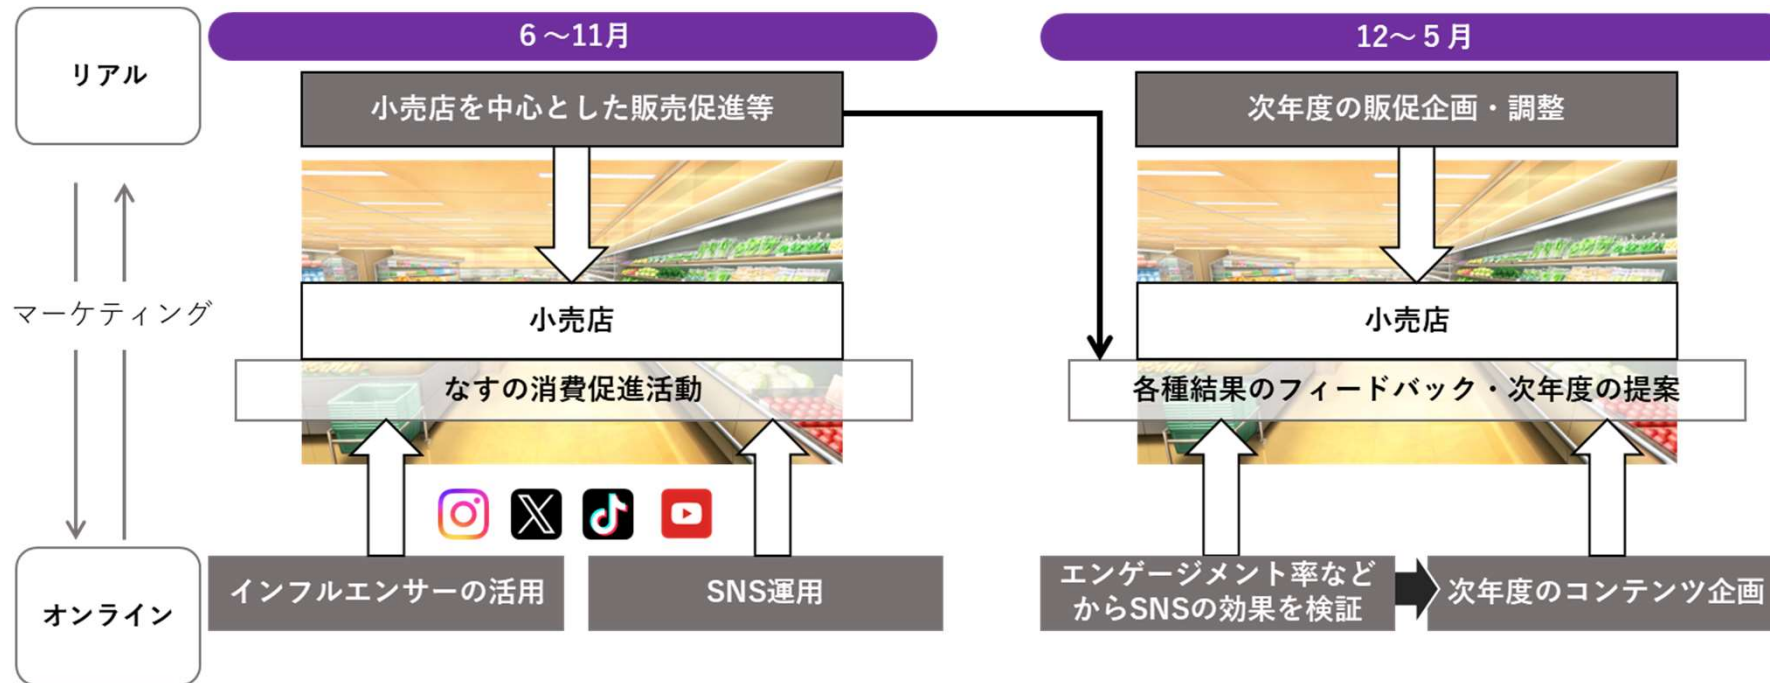 リアル
6～11月
12～5月
小売店を中心とした販売促進等
次年度の販促企画・調整
マーケティング
小売店
小売店
なすの消費促進活動
各種結果のフィードバック・次年度の提案
オンライン
インフルエンサーの活用
SNS運用
エンゲージメント率など
からSNSの効果を検証
次年度のコンテンツ企画